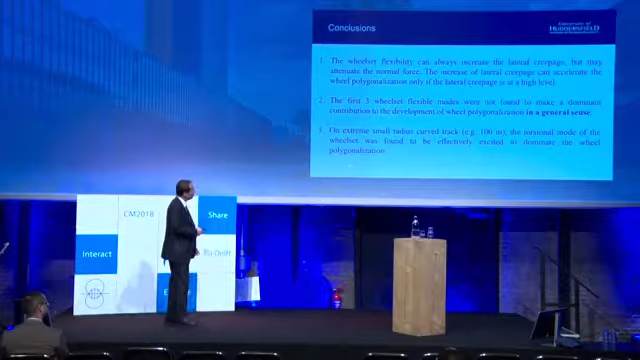 Conclusions
University of
HUDDERSFIELD
1. The wheelset flexibility can always increase the lateral creepage, but may
attenuate the normal force. The increase of lateral creepage can accelerate the
wheel polygonalization only if the lateral creepage is at a high level.
2. The first 3 wheelset flexible modes were not found to make a dominant
contribution to the development of wheel polygonalization in a general sense.
3. On extreme small radius curved track (e.g. 100 m), the torsional mode of the
wheelset was found to be effectively excited to dominate the wheel
polygonalization.
CM2018
Share
Interact
Delft